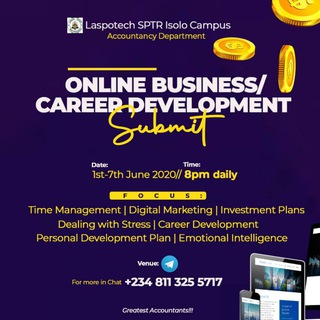 Laspotech SPTR Isolo Campus
Accountancy Department
ONLINE BUSINESS/
CAREER DEVELOPMENT
Submit
Date:
1st-7th June 2020//
Time:
8pm daily
FOCUS:
Time Management | Digital Marketing | Investment Plans
Dealing with Stress | Career Development
Personal Development Plan | Emotional Intelligence
Venue:
For more in Chat +234 811 325 5717
Greatest Accountants!!!